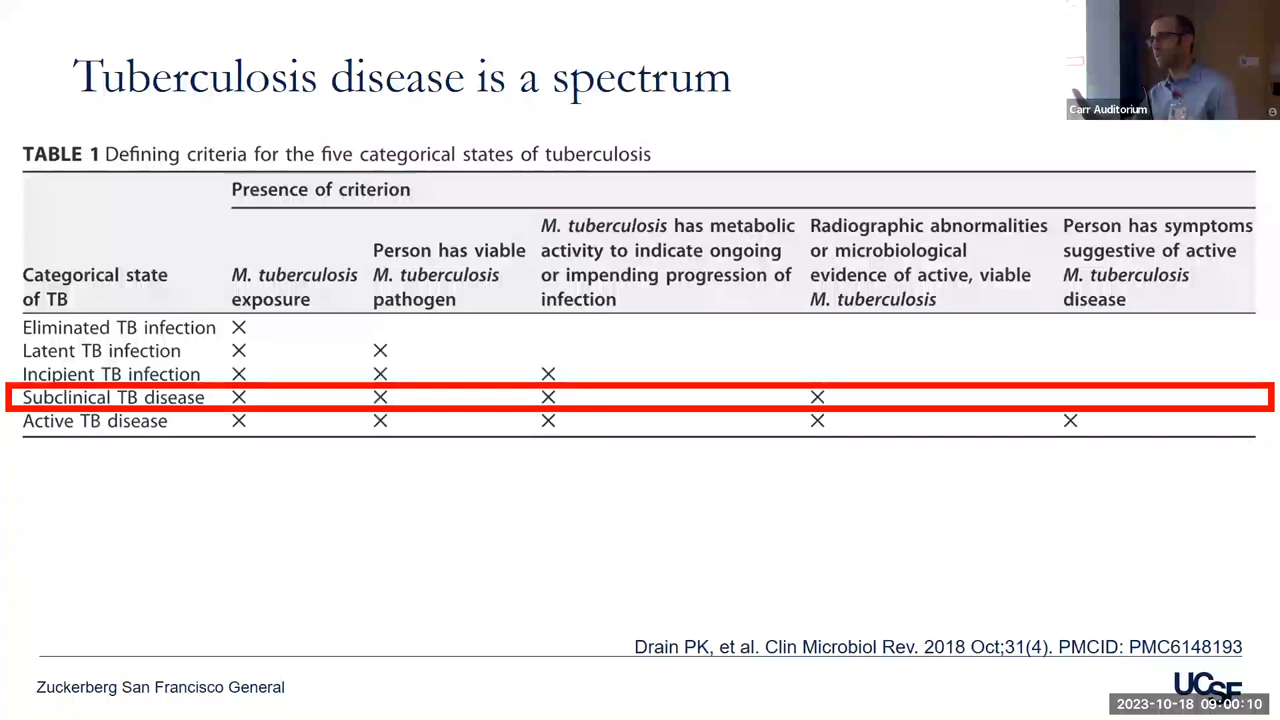 Tuberculosis disease is a spectrum
Carr Auditorium
TABLE 1 Defining criteria for the five categorical states of tuberculosis
Presence of criterion
Categorical state
of TB
M. tuberculosis
exposure
Person has viable
M. tuberculosis
pathogen
M. tuberculosis has metabolic
activity to indicate ongoing
or impending progression of
infection
Radiographic abnormalities
or microbiological
evidence of active, viable
M. tuberculosis
Person has symptoms
suggestive of active
M. tuberculosis
disease
Eliminated TB infection ×
Latent TB infection × ×
Incipient TB infection × × ×
Subclinical TB disease × × × ×
Active TB disease × × × × ×
Drain PK, et al. Clin Microbiol Rev. 2018 Oct;31(4). PMCID: PMC6148193
Zuckerberg San Francisco General
UCSF
2023-10-18 09:00:10